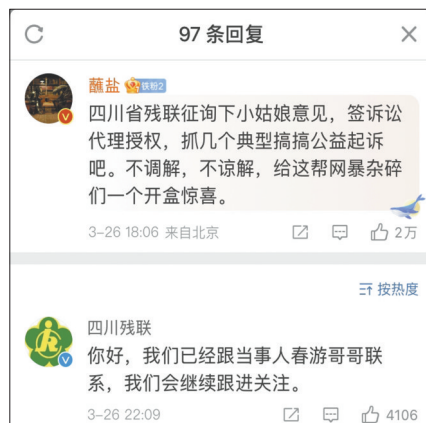 97 条回复
蘸盐 铁粉2
四川省残联征询下小姑娘意见，签诉讼
代理授权，抓几个典型搞搞公益起诉
吧。不调解，不谅解，给这帮网暴杂碎
们一个开盒惊喜。
3-26 18:06 来自北京 2万
按热度
四川残联
你好，我们已经跟当事人春游哥哥联
系，我们会继续跟进关注。
3-26 22:09 4106